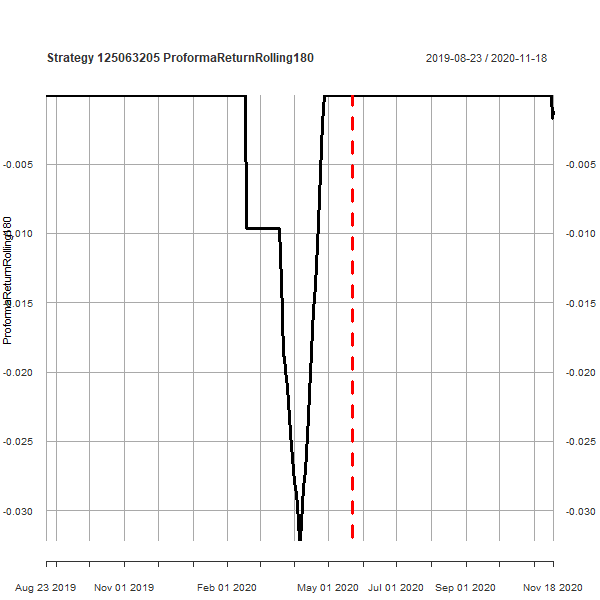 Strategy 125063205 ProformaReturnRolling180
2019-08-23 / 2020-11-18
ProformaReturnRolling180
-0.005
-0.010
-0.015
-0.020
-0.025
-0.030
-0.005
-0.010
-0.015
-0.020
-0.025
-0.030
Aug 23 2019
Nov 01 2019
Feb 01 2020
May 01 2020
Jul 01 2020
Sep 01 2020
Nov 18 2020